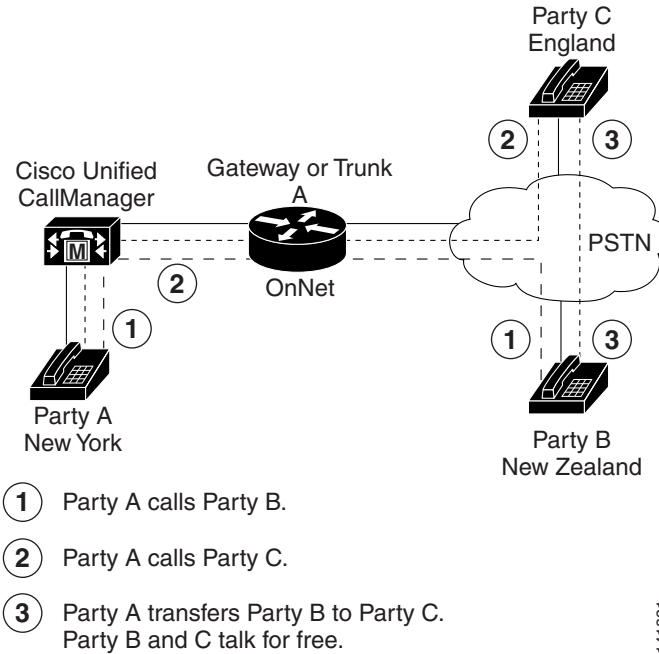 Party C
England
2
3
Cisco Unified
CallManager
Gateway or Trunk
A
M
PSTN
2
OnNet
1
1
3
Party A
New York
Party B
New Zealand
1 Party A calls Party B.
2 Party A calls Party C.
3 Party A transfers Party B to Party C.
Party B and C talk for free.